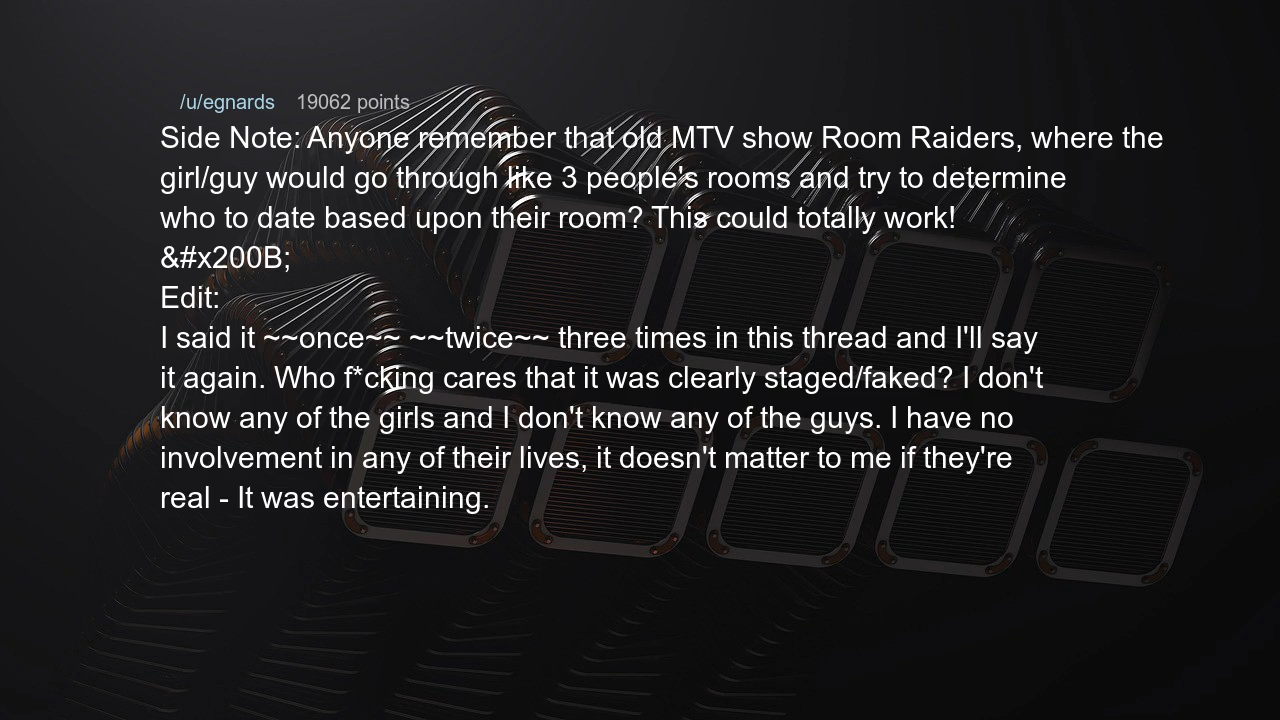 /u/egnards 19062 points
Side Note: Anyone remember that old MTV show Room Raiders, where the
girl/guy would go through like 3 people's rooms and try to determine
who to date based upon their room? This could totally work!
&#x200B;
Edit:
I said it ~~once~~ ~~twice~~ three times in this thread and I'll say
it again. Who f*cking cares that it was clearly staged/faked? I don't
know any of the girls and I don't know any of the guys. I have no
involvement in any of their lives, it doesn't matter to me if they're
real - It was entertaining.